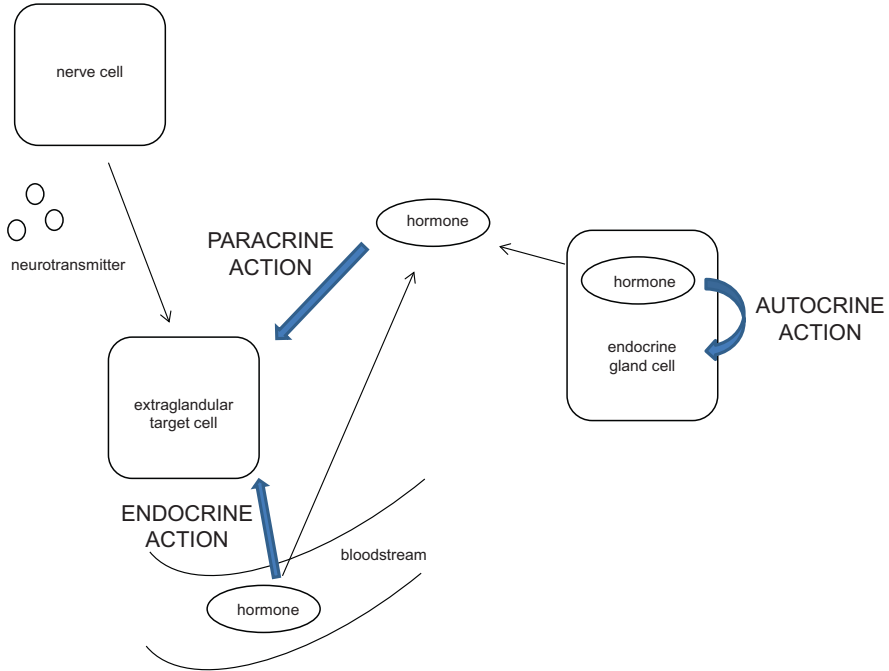 nerve cell
neurotransmitter
hormone
PARACRINE
ACTION
hormone
endocrine
gland cell
AUTOCRINE
ACTION
extraglandular
target cell
ENDOCRINE
ACTION
bloodstream
hormone